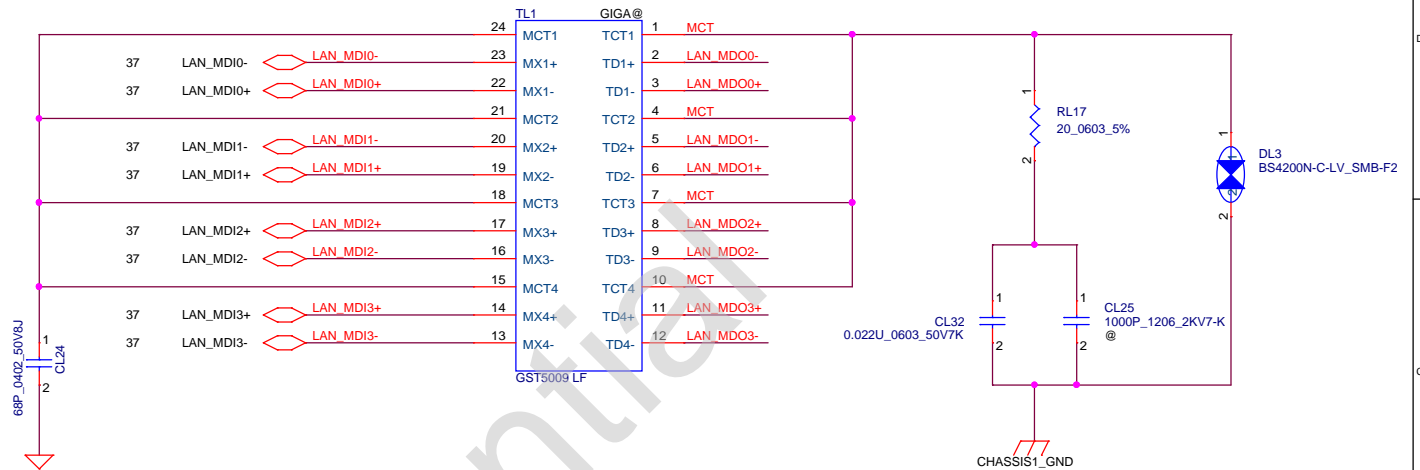 TL1 GIGA@
24 MCT1 TCT1 1 MCT
37 LAN_MDI0- LAN_MDI0- 23 MX1+ TD1+ 2 LAN_MDO0-
37 LAN_MDI0+ LAN_MDI0+ 22 MX1- TD1- 3 LAN_MDO0+
21 MCT2 TCT2 4 MCT
37 LAN_MDI1- LAN_MDI1- 20 MX2+ TD2+ 5 LAN_MDO1-
37 LAN_MDI1+ LAN_MDI1+ 19 MX2- TD2- 6 LAN_MDO1+
18 MCT3 TCT3 7 MCT
37 LAN_MDI2+ LAN_MDI2+ 17 MX3+ TD3+ 8 LAN_MDO2+
37 LAN_MDI2- LAN_MDI2- 16 MX3- TD3- 9 LAN_MDO2-
15 MCT4 TCT4 10 MCT
37 LAN_MDI3+ LAN_MDI3+ 14 MX4+ TD4+ 11 LAN_MDO3+
37 LAN_MDI3- LAN_MDI3- 13 MX4- TD4- 12 LAN_MDO3-
GST5009 LF
1
CL24
68P_0402_50V8J
2
1
RL17
20_0603_5%
2
1
DL3
BS4200N-C-LV_SMB-F2
1
2
2
1
CL32
0.022U_0603_50V7K
2
1
CL25
1000P_1206_2KV7-K
@
2
CHASSIS1_GND
ntial